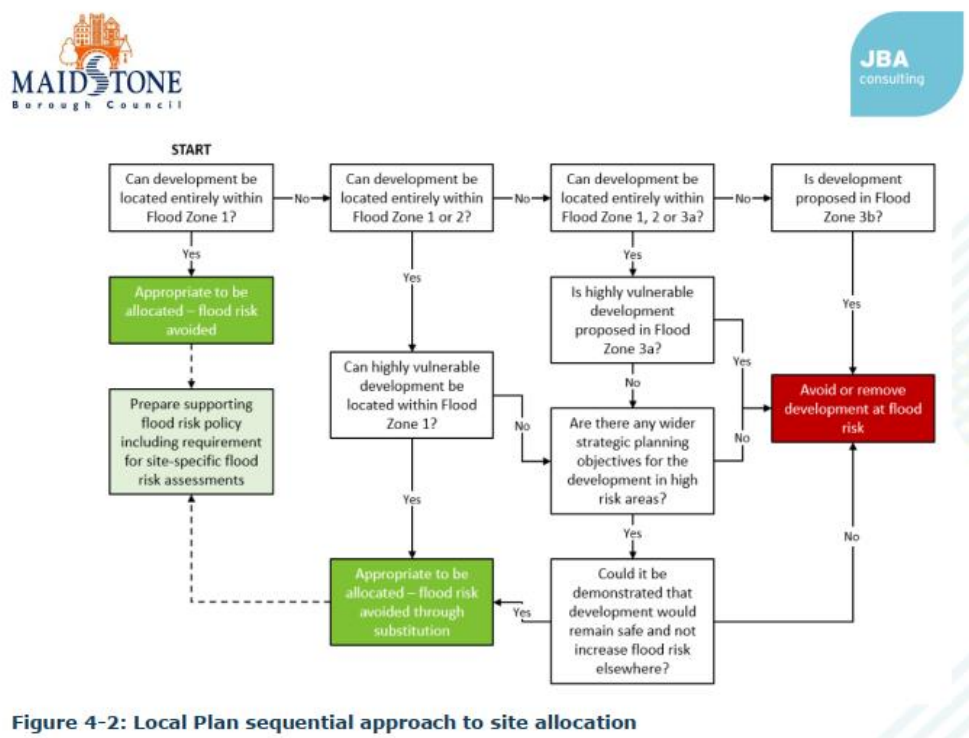 MAIDSTONE
Borough Council
JBA
consulting
START
Can development be
located entirely within
Flood Zone 1?
No
Can development be
located entirely within
Flood Zone 1 or 2?
No
Can development be
located entirely within
Flood Zone 1, 2 or 3a?
No
Is development
proposed in Flood
Zone 3b?
Yes
Appropriate to be
allocated – flood risk
avoided
Yes
Yes
Is highly vulnerable
development
proposed in Flood
Zone 3a?
Yes
Prepare supporting
flood risk policy
including requirement
for site-specific flood
risk assessments
Can highly vulnerable
development be
located within Flood
Zone 1?
No
No
Yes
Are there any wider
strategic planning
objectives for the
development in high
risk areas?
No
Avoid or remove
development at flood
risk
Yes
Yes
No
Appropriate to be
allocated – flood risk
avoided through
substitution
Yes
Could it be
demonstrated that
development would
remain safe and not
increase flood risk
elsewhere?
Figure 4-2: Local Plan sequential approach to site allocation